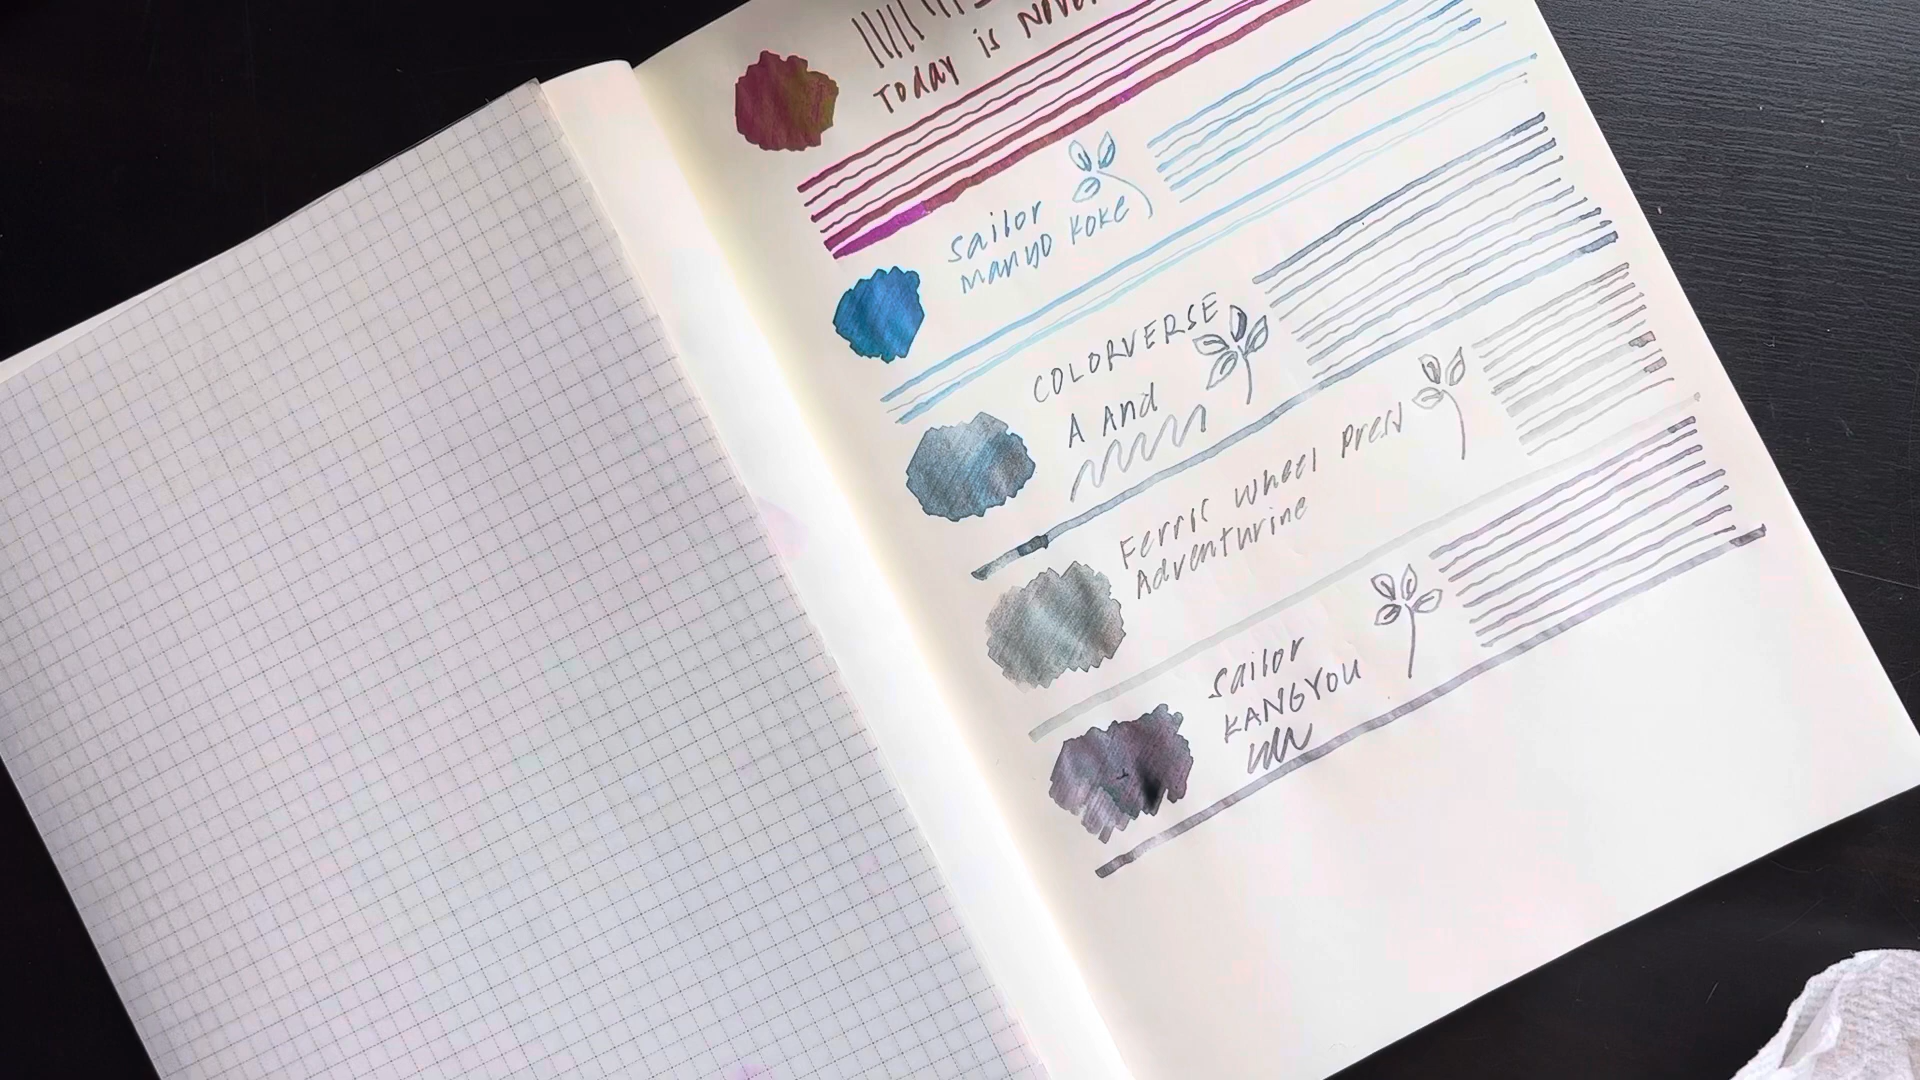 Today is
Sailor
manyo koke
COLORVERSE
A And
Ferris Wheel Press
Adventurine
Sailor
KANGYOU